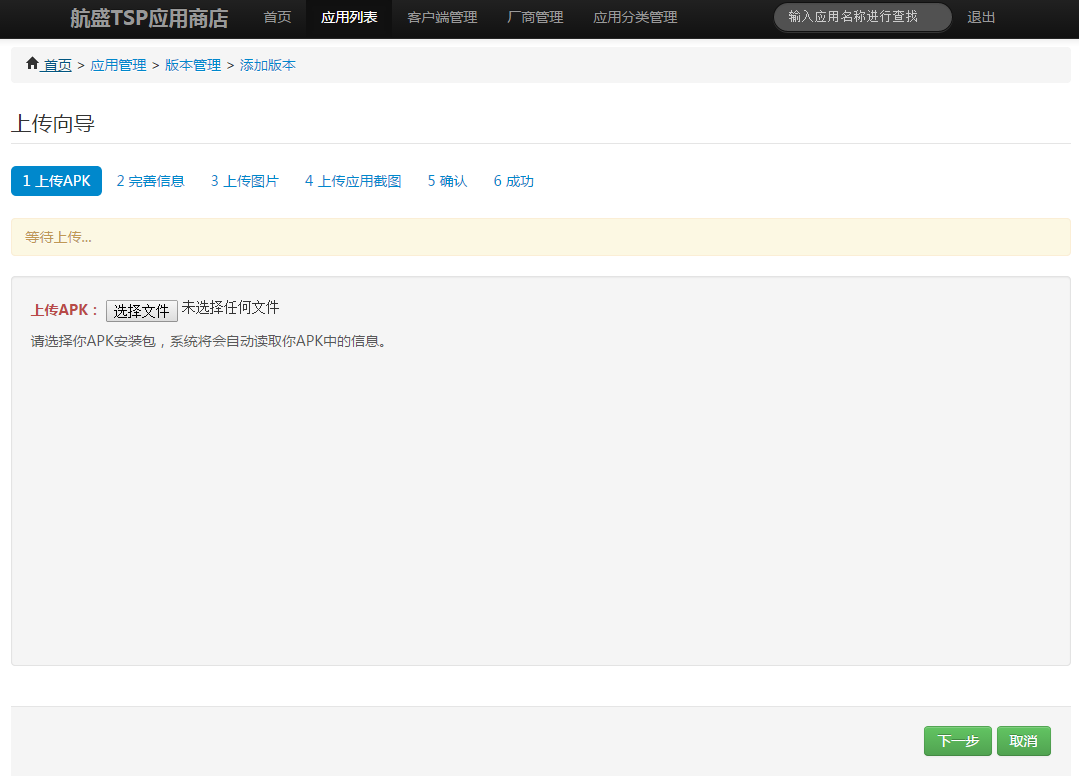 航盛TSP应用商店 首页 应用列表 客户端管理 厂商管理 应用分类管理 输入应用名称进行查找 退出
首页 > 应用管理 > 版本管理 > 添加版本
上传向导
1 上传APK 2 完善信息 3 上传图片 4 上传应用截图 5 确认 6 成功
等待上传...
上传APK： 选择文件 未选择任何文件
请选择你APK安装包，系统将会自动读取你APK中的信息。
下一步 取消